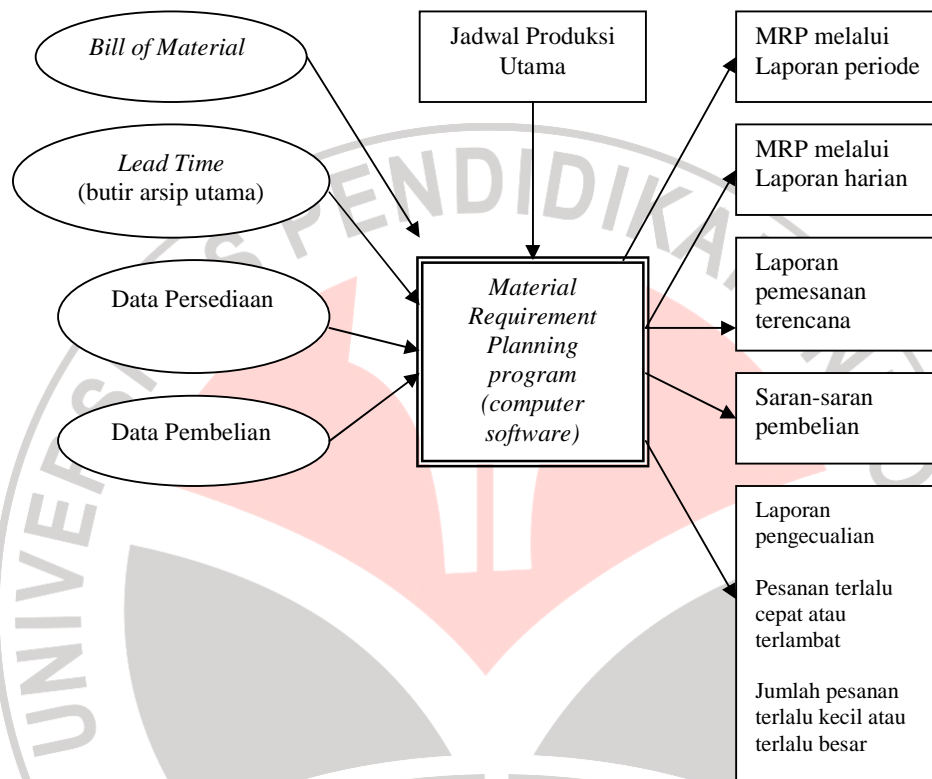 Bill of Material
Lead Time
(butir arsip utama)
Data Persediaan
Data Pembelian
Jadwal Produksi
Utama
Material
Requirement
Planning
program
(computer
software)
MRP melalui
Laporan periode
MRP melalui
Laporan harian
Laporan
pemesanan
terencana
Saran-saran
pembelian
Laporan
pengecualian
Pesanan terlalu
cepat atau
terlambat
Jumlah pesanan
terlalu kecil atau
terlalu besar